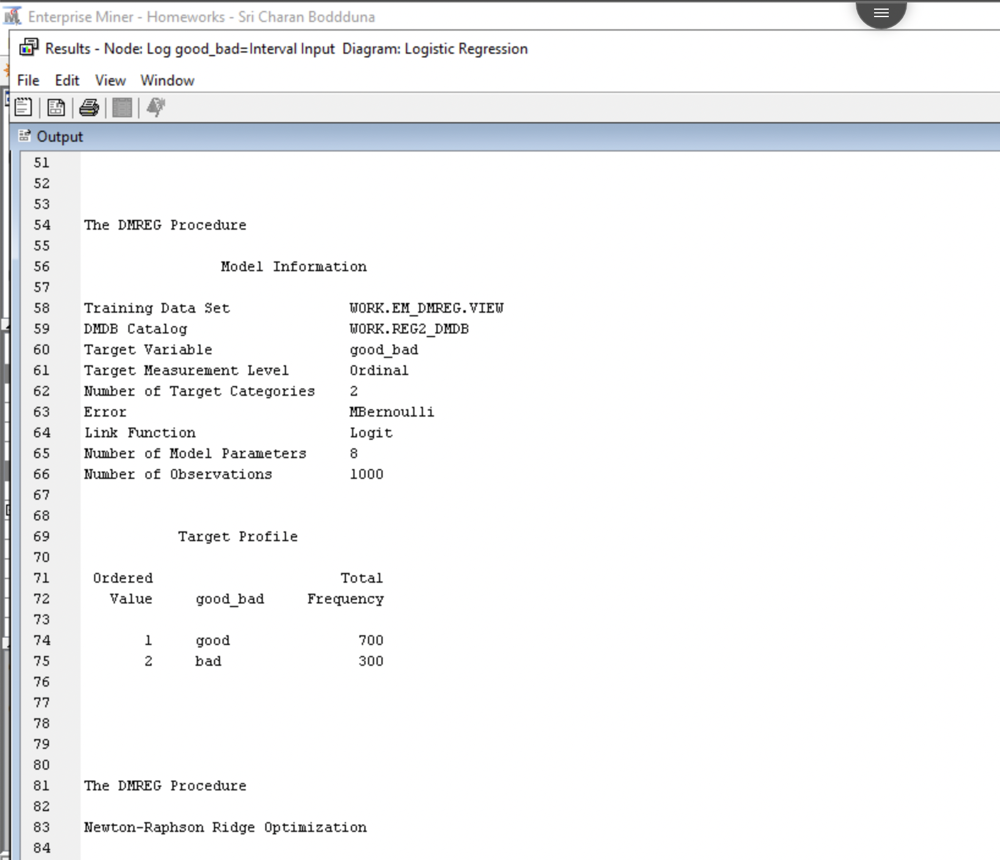 Enterprise Miner - Homeworks - Sri Charan Boddduna
Results - Node: Log good_bad=Interval Input  Diagram: Logistic Regression
File Edit View Window
Output
51
52
53
54 The DMREG Procedure
55
56 Model Information
57
58 Training Data Set WORK.EM_DMREG.VIEW
59 DMDB Catalog WORK.REG2_DMDB
60 Target Variable good_bad
61 Target Measurement Level Ordinal
62 Number of Target Categories 2
63 Error MBernoulli
64 Link Function Logit
65 Number of Model Parameters 8
66 Number of Observations 1000
67
68
69 Target Profile
70
71 Ordered Total
72 Value good_bad Frequency
73
74 1 good 700
75 2 bad 300
76
77
78
79
80
81 The DMREG Procedure
82
83 Newton-Raphson Ridge Optimization
84